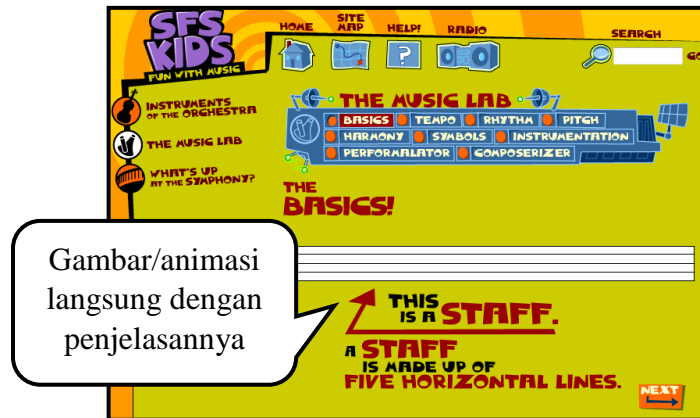 SFS
KIDS
FUN WITH MUSIC
HOME
SITE
MAP
HELP!
RADIO
?
SEARCH
GO
INSTRUMENTS
OF THE ORCHESTRA
THE MUSIC LAB
WHAT'S UP
AT THE SYMPHONY?
THE MUSIC LAB
BASICS TEMPO RHYTHM PITCH
HARMONY SYMBOLS INSTRUMENTATION
PERFORMALATOR COMPOSERIZER
THE
BASICS!
Gambar/animasi
langsung dengan
penjelasannya
THIS
IS A STAFF.
A STAFF
IS MADE UP OF
FIVE HORIZONTAL LINES.
NEXT